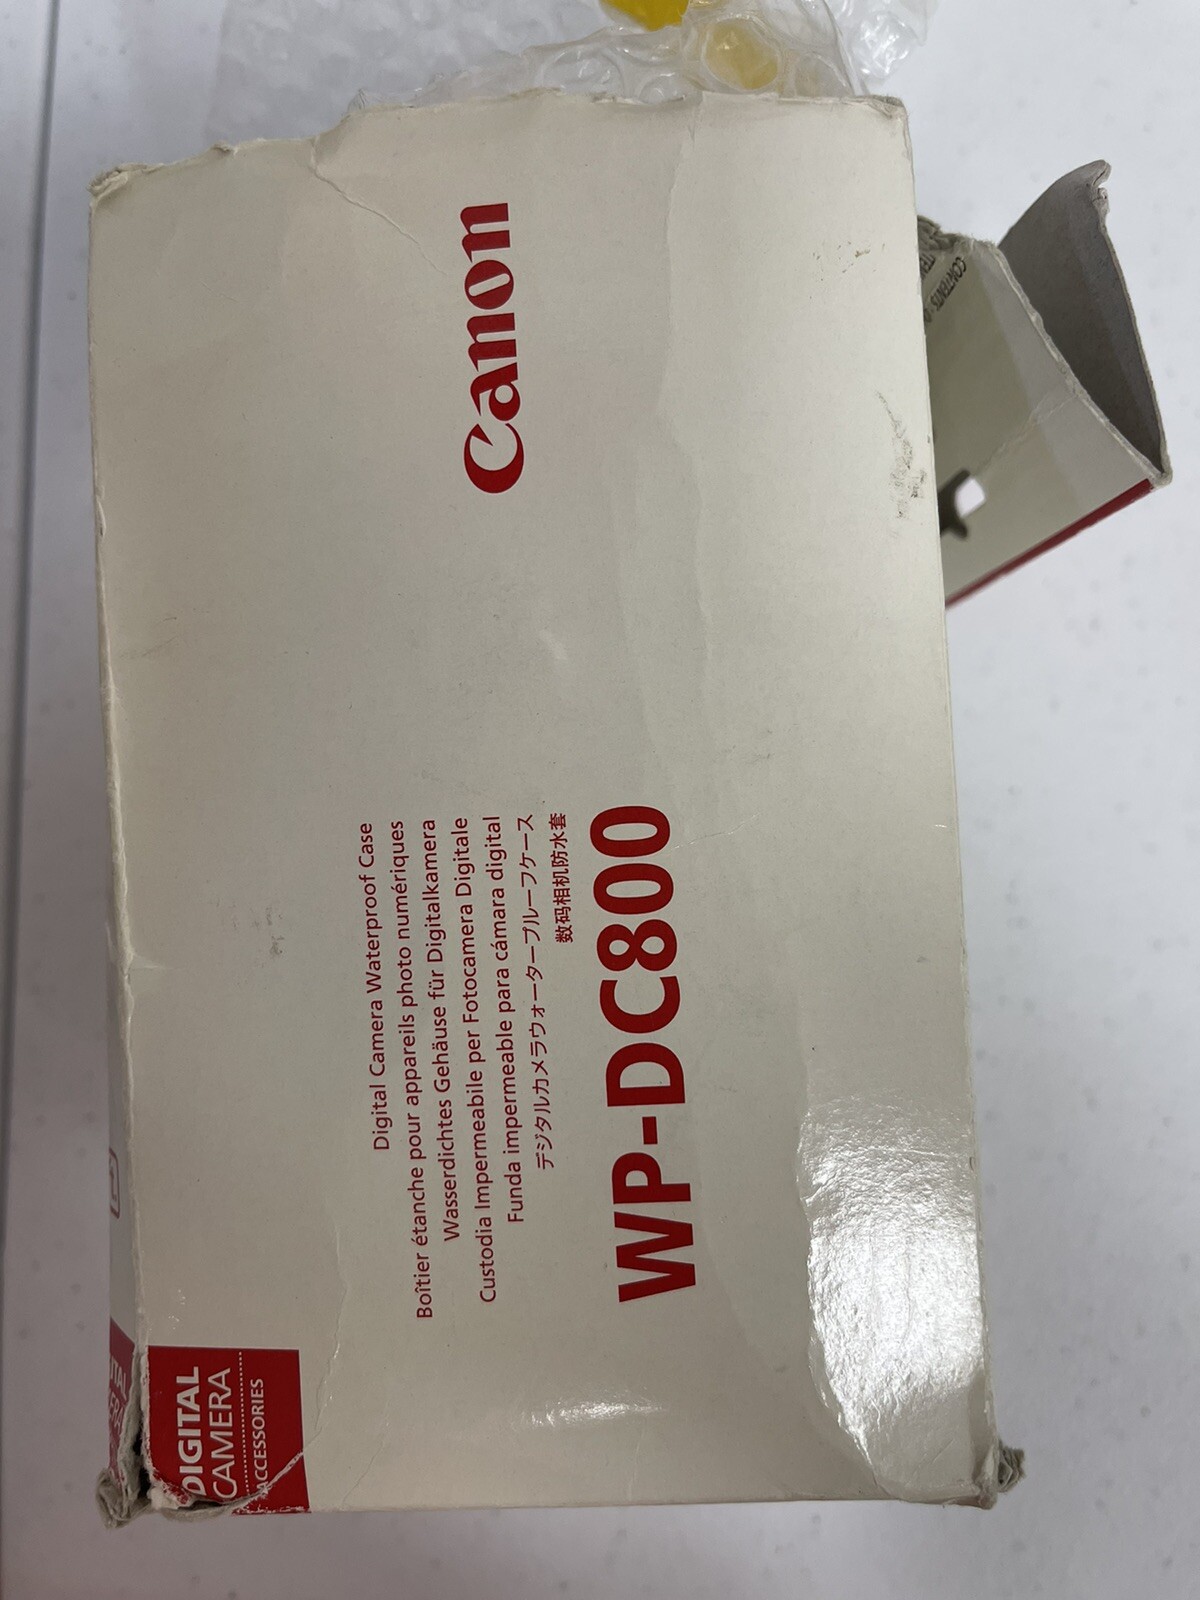 Canon
Digital Camera Waterproof Case
Boîtier étanche pour appareils photo numériques
Wasserdichtes Gehäuse für Digitalkamera
Custodia Impermeabile per Fotocamera Digitale
Funda impermeable para cámara digital
デジタルカメラウォータープルーフケース
数码相机防水套
WP-DC800
DIGITAL
CAMERA
ACCESSORIES
CONTENTS